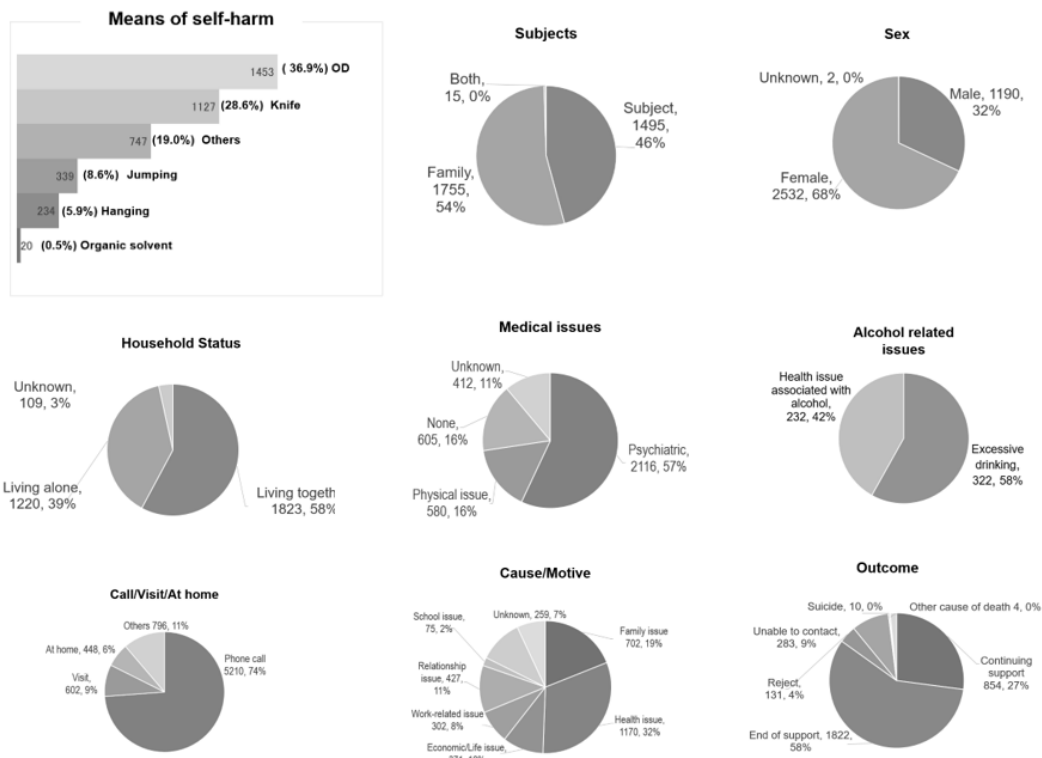 Means of self-harm
1453 (36.9%) OD
1127 (28.6%) Knife
747 (19.0%) Others
339 (8.6%) Jumping
234 (5.9%) Hanging
20 (0.5%) Organic solvent
Subjects
Both,
15, 0%
Subject,
1495,
46%
Family,
1755,
54%
Sex
Unknown, 2, 0%
Male, 1190,
32%
Female,
2532, 68%
Household Status
Unknown,
109, 3%
Living alone,
1220, 39%
Living togeth
1823, 58%
Medical issues
Unknown,
412, 11%
None,
605, 16%
Physical issue,
580, 16%
Psychiatric,
2116, 57%
Alcohol related
issues
Health issue
associated with
alcohol,
232, 42%
Excessive
drinking,
322, 58%
Call/Visit/At home
Others 796, 11%
At home, 448, 6%
Visit,
602, 9%
Phone call
5210, 74%
Cause/Motive
School issue,
75, 2%
Unknown, 259, 7%
Family issue
702, 19%
Relationship
issue, 427,
11%
Work-related issue
302, 8%
Economic/Life issue,
Health issue,
1170, 32%
Outcome
Suicide, 10, 0%
Other cause of death 4, 0%
Unable to contact,
283, 9%
Reject,
131, 4%
Continuing
support
854, 27%
End of support, 1822,
58%